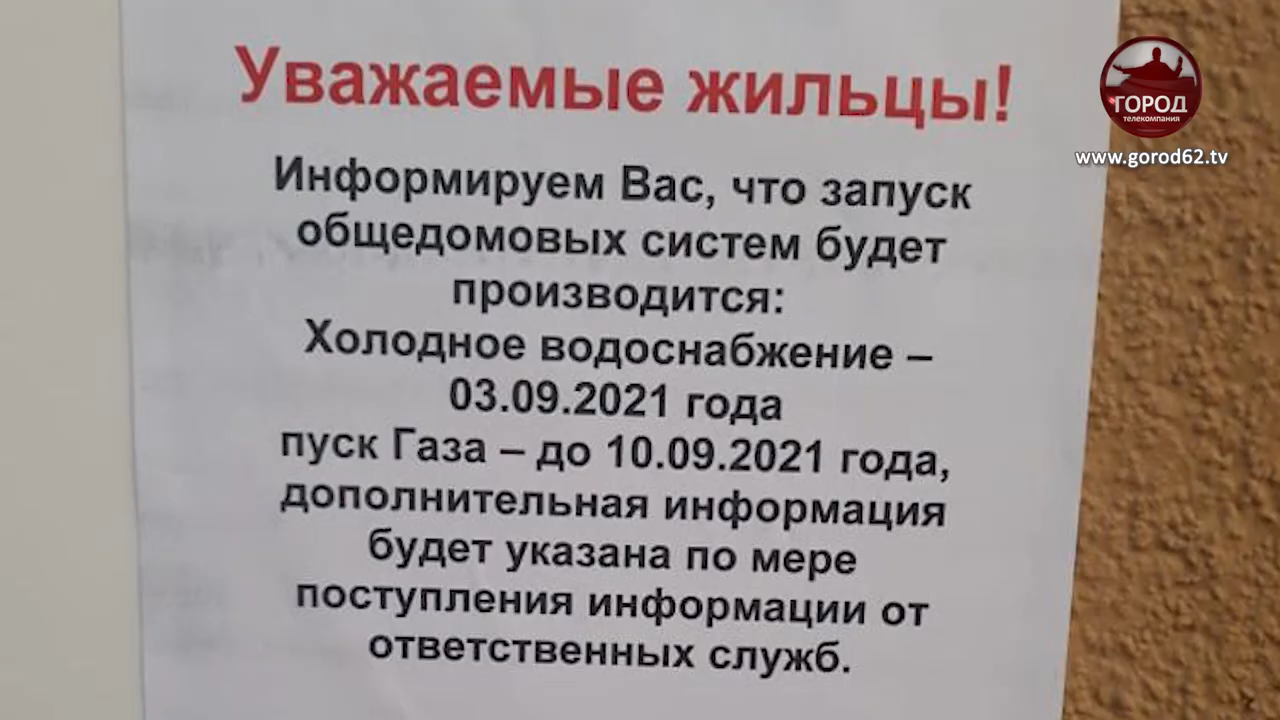 Уважаемые жильцы!
Информируем Вас, что запуск
общедомовых систем будет
производится:
Холодное водоснабжение –
03.09.2021 года
пуск Газа – до 10.09.2021 года,
дополнительная информация
будет указана по мере
поступления информации от
ответственных служб.
ГОРОД
телекомпания
www.gorod62.tv